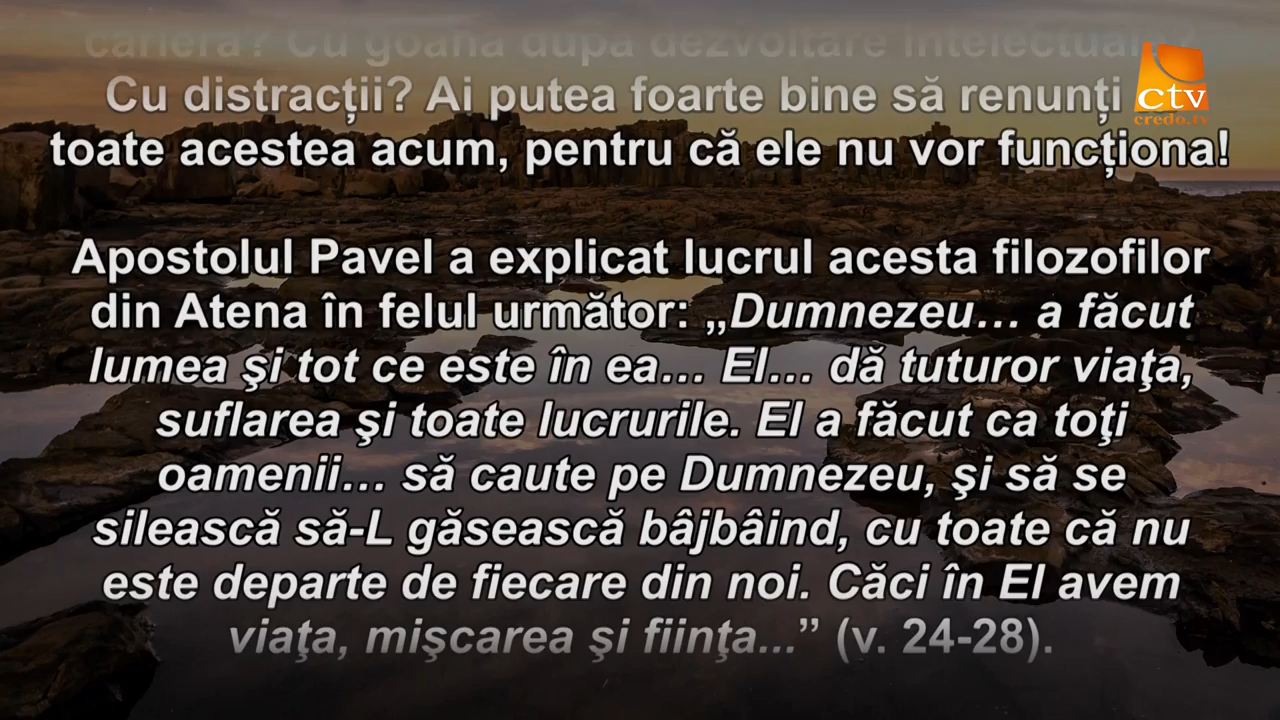 carieră? Cu goana după dezvoltare intelectuală?
Cu distracții? Ai putea foarte bine să renunți
toate acestea acum, pentru că ele nu vor funcționa!
Apostolul Pavel a explicat lucrul acesta filozofilor
din Atena în felul următor: „Dumnezeu… a făcut
lumea şi tot ce este în ea… El… dă tuturor viaţa,
suflarea şi toate lucrurile. El a făcut ca toţi
oamenii… să caute pe Dumnezeu, şi să se
silească să-L găsească bâjbâind, cu toate că nu
este departe de fiecare din noi. Căci în El avem
viaţa, mişcarea şi fiinţa...” (v. 24-28).
ctv
credo.tv